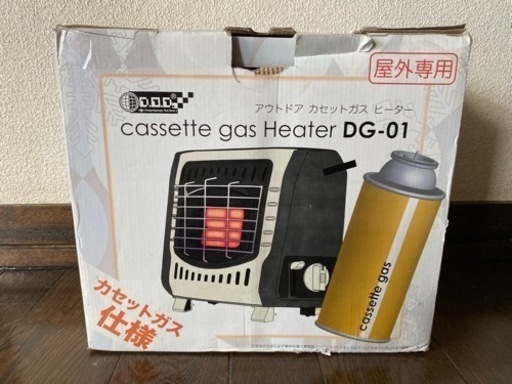 屋外専用
D.O.D
アウトドア カセットガス ヒーター
cassette gas Heater DG-01
cassette gas
カセットガス
仕様